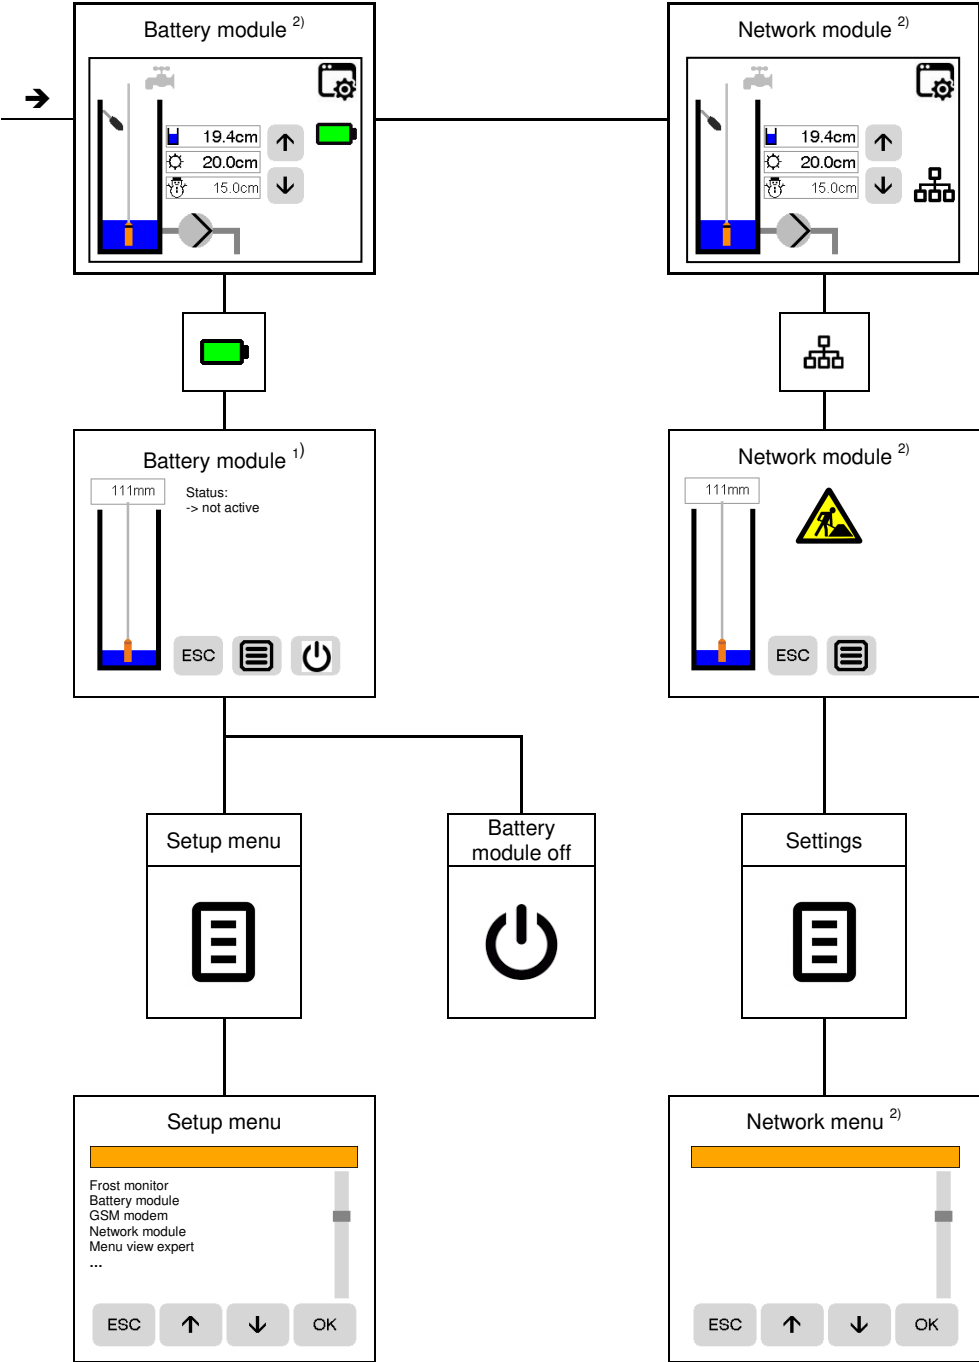 Battery module 2)
19.4cm
20.0cm
15.0cm
Network module 2)
19.4cm
20.0cm
15.0cm
Battery module 1)
111mm
Status:
-> not active
ESC
Network module 2)
111mm
ESC
Setup menu
Battery
module off
Settings
Setup menu
Frost monitor
Battery module
GSM modem
Network module
Menu view expert
...
ESC
OK
Network menu 2)
ESC
OK